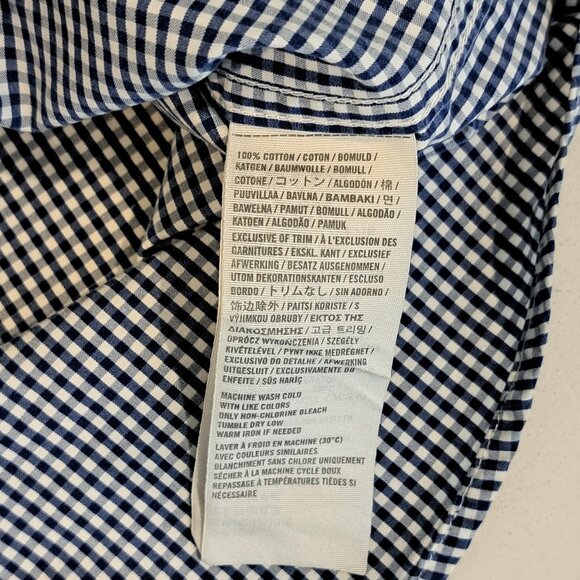 100% COTTON / COTON / BOMULD /
KATOEN / BAUMWOLLE / BOMULL /
COTONE / コットン / ALGODÓN / 棉 /
PUUVILLAA / BAVLNA / ΒΑΜΒΑΚΙ / 면 /
BAWEŁNA / PAMUT / BOMULL / ALGODÃO /
KATOEN / ALGODÃO / PAMUK
EXCLUSIVE OF TRIM / À L'EXCLUSION DES
GARNITURES / EKSKL. KANT / EXCLUSIEF
AFWERKING / BESATZ AUSGENOMMEN /
UTOM DEKORATIONSKANTEN / ESCLUSO
BORDO / トリムなし / SIN ADORNO /
饰边除外 / PAITSI KORISTE / S
VÝJIMKOU OBRUBY / ΕΚΤΟΣ ΤΗΣ
ΔΙΑΚΟΣΜΗΣΗΣ / 고급 트리밍 /
OPRÓCZ WYKOŃCZENIA / SZEGÉLY
KIVÉTELÉVEL / PYNT IKKE MEDREGNET /
EXCLUSIVO DO DETALHE / AFWERKING
UITGESLUIT / EXCLUSIVAMENTE DO
ENFEITE / SÜS HARİÇ
MACHINE WASH COLD
WITH LIKE COLORS
ONLY NON-CHLORINE BLEACH
TUMBLE DRY LOW
WARM IRON IF NEEDED
LAVER À FROID EN MACHINE (30°C)
AVEC COULEURS SIMILAIRES
BLANCHIMENT SANS CHLORE UNIQUEMENT
SÉCHER À LA MACHINE CYCLE DOUX
REPASSAGE À TEMPÉRATURES TIÈDES SI
NÉCESSAIRE